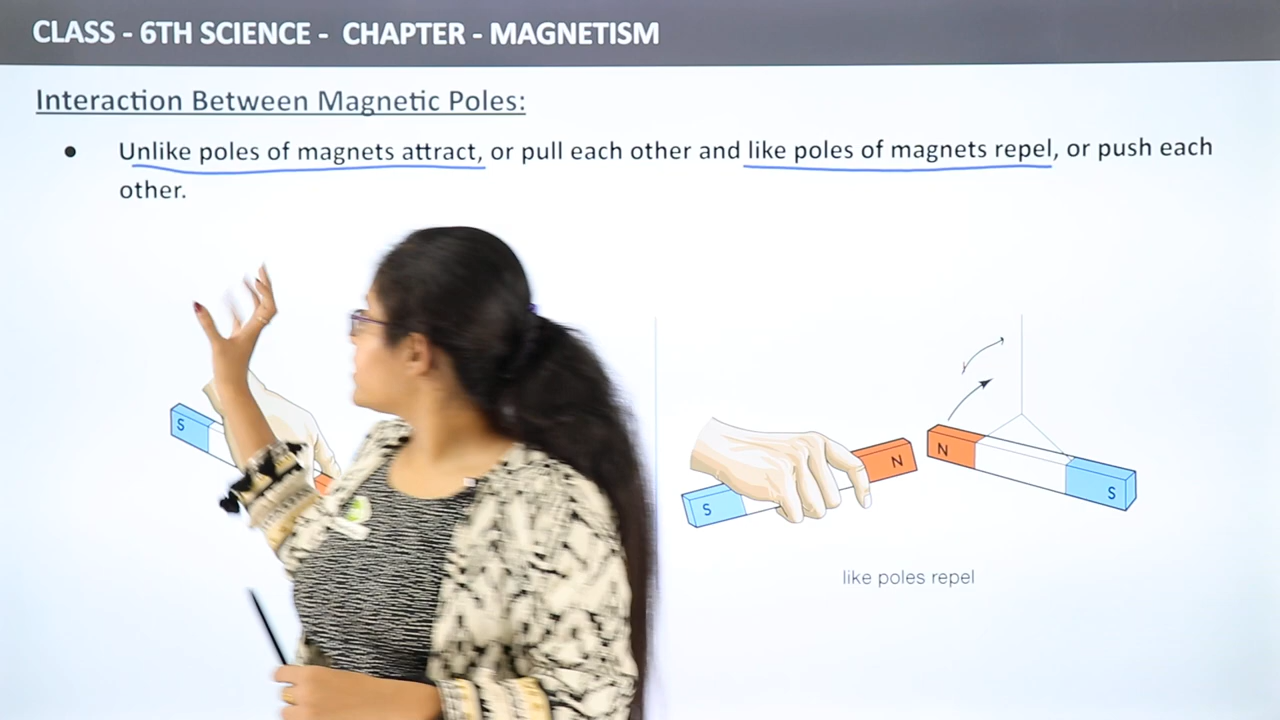 CLASS - 6TH SCIENCE - CHAPTER - MAGNETISM
Interaction Between Magnetic Poles:
● Unlike poles of magnets attract, or pull each other and like poles of magnets repel, or push each
other.
S
N
N
S
S
like poles repel